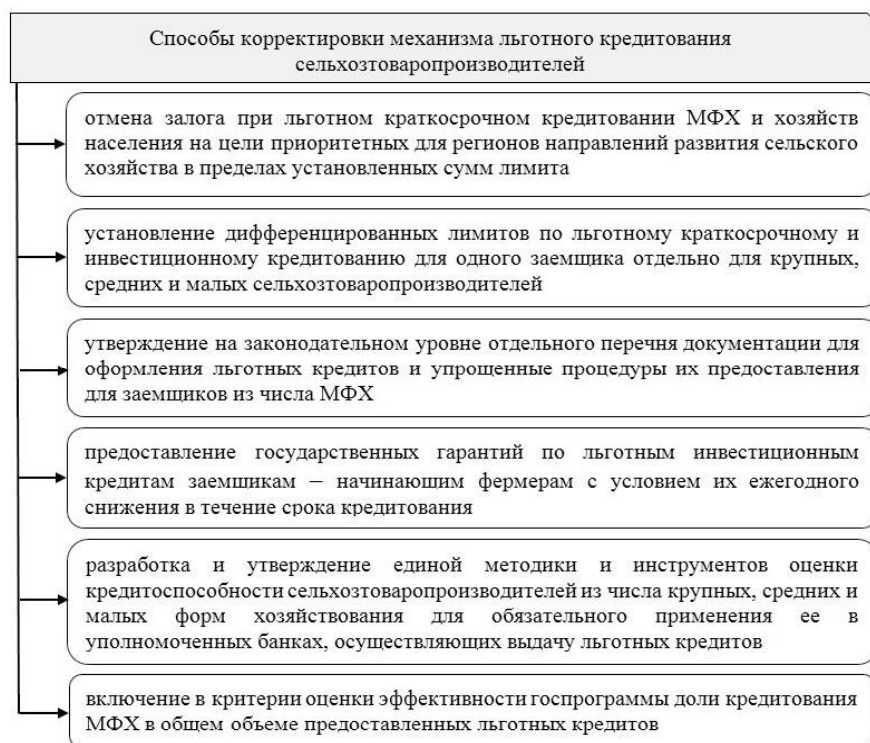 Способы корректировки механизма льготного кредитования
сельхозтоваропроизводителей
отмена залога при льготном краткосрочном кредитовании МФХ и хозяйств
населения на цели приоритетных для регионов направлений развития сельского
хозяйства в пределах установленных сумм лимита
установление дифференцированных лимитов по льготному краткосрочному и
инвестиционному кредитованию для одного заемщика отдельно для крупных,
средних и малых сельхозтоваропроизводителей
утверждение на законодательном уровне отдельного перечня документации для
оформления льготных кредитов и упрощенные процедуры их предоставления
для заемщиков из числа МФХ
предоставление государственных гарантий по льготным инвестиционным
кредитам заемщикам – начинающим фермерам с условием их ежегодного
снижения в течение срока кредитования
разработка и утверждение единой методики и инструментов оценки
кредитоспособности сельхозтоваропроизводителей из числа крупных, средних и
малых форм хозяйствования для обязательного применения ее в
уполномоченных банках, осуществляющих выдачу льготных кредитов
включение в критерии оценки эффективности госпрограммы доли кредитования
МФХ в общем объеме предоставленных льготных кредитов